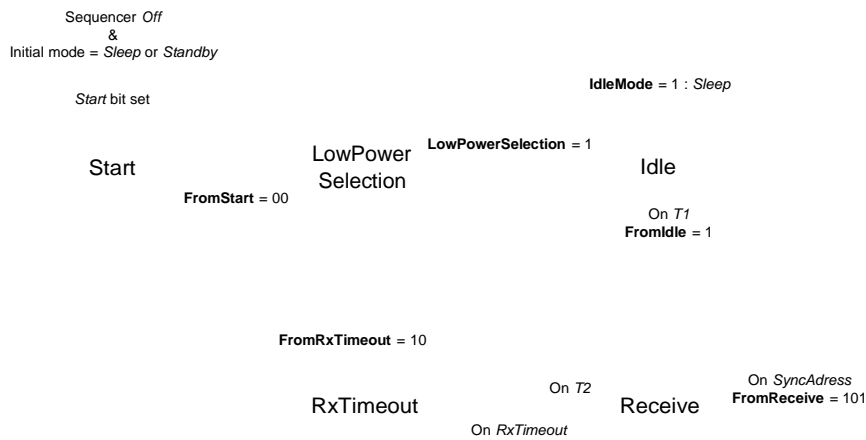 Sequencer Off
&
Initial mode = Sleep or Standby
IdleMode = 1 : Sleep
Start bit set
LowPowerSelection = 1
Start
LowPower
Selection
Idle
FromStart = 00
On T1
FromIdle = 1
FromRxTimeout = 10
On T2
On SyncAdress
FromReceive = 101
RxTimeout
Receive
On RxTimeout